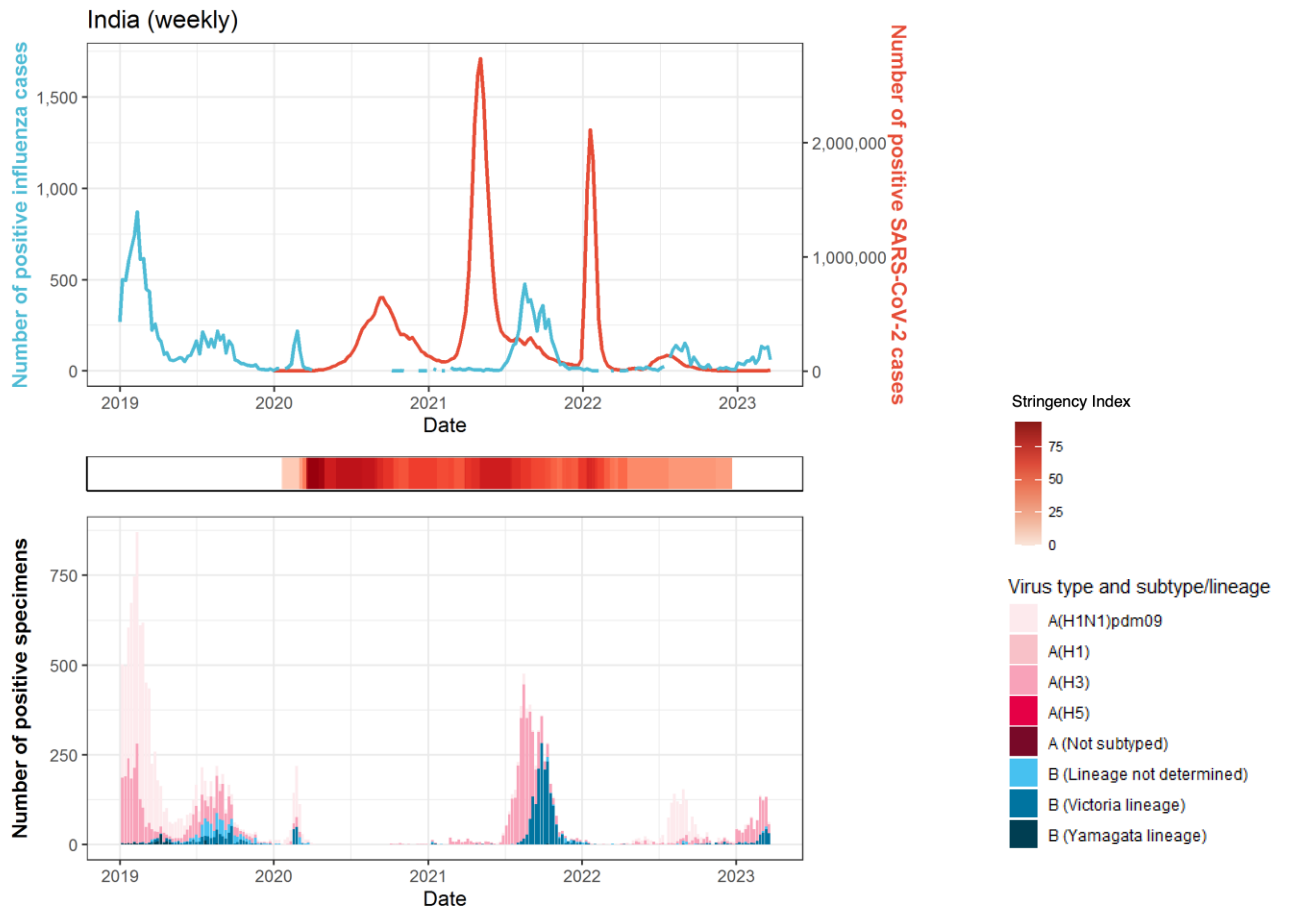 India (weekly)
Number of positive influenza cases
1,500
1,000
500
0
Number of positive SARS-CoV-2 cases
2,000,000
1,000,000
0
2019 2020 2021 2022 2023
Date
Stringency Index
75
50
25
0
Number of positive specimens
750
500
250
0
2019 2020 2021 2022 2023
Date
Virus type and subtype/lineage
A(H1N1)pdm09
A(H1)
A(H3)
A(H5)
A (Not subtyped)
B (Lineage not determined)
B (Victoria lineage)
B (Yamagata lineage)